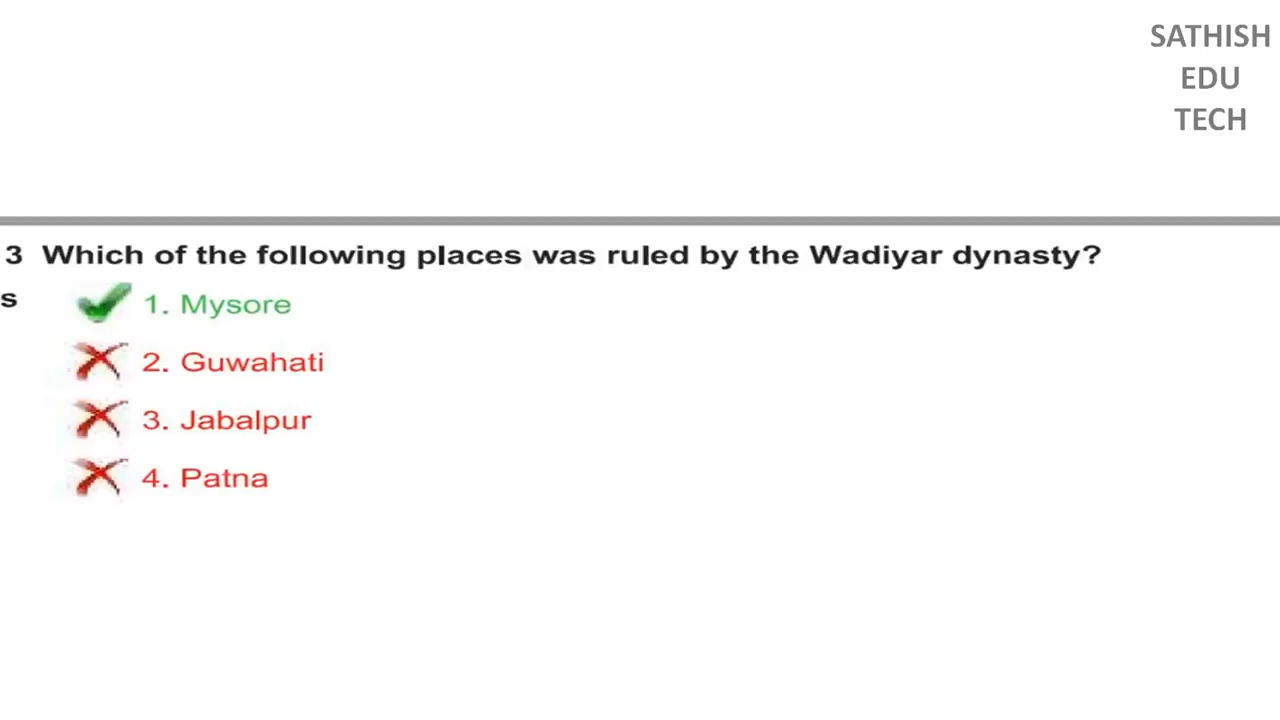 SATHISH
EDU
TECH
3 Which of the following places was ruled by the Wadiyar dynasty?
s
1. Mysore
2. Guwahati
3. Jabalpur
4. Patna